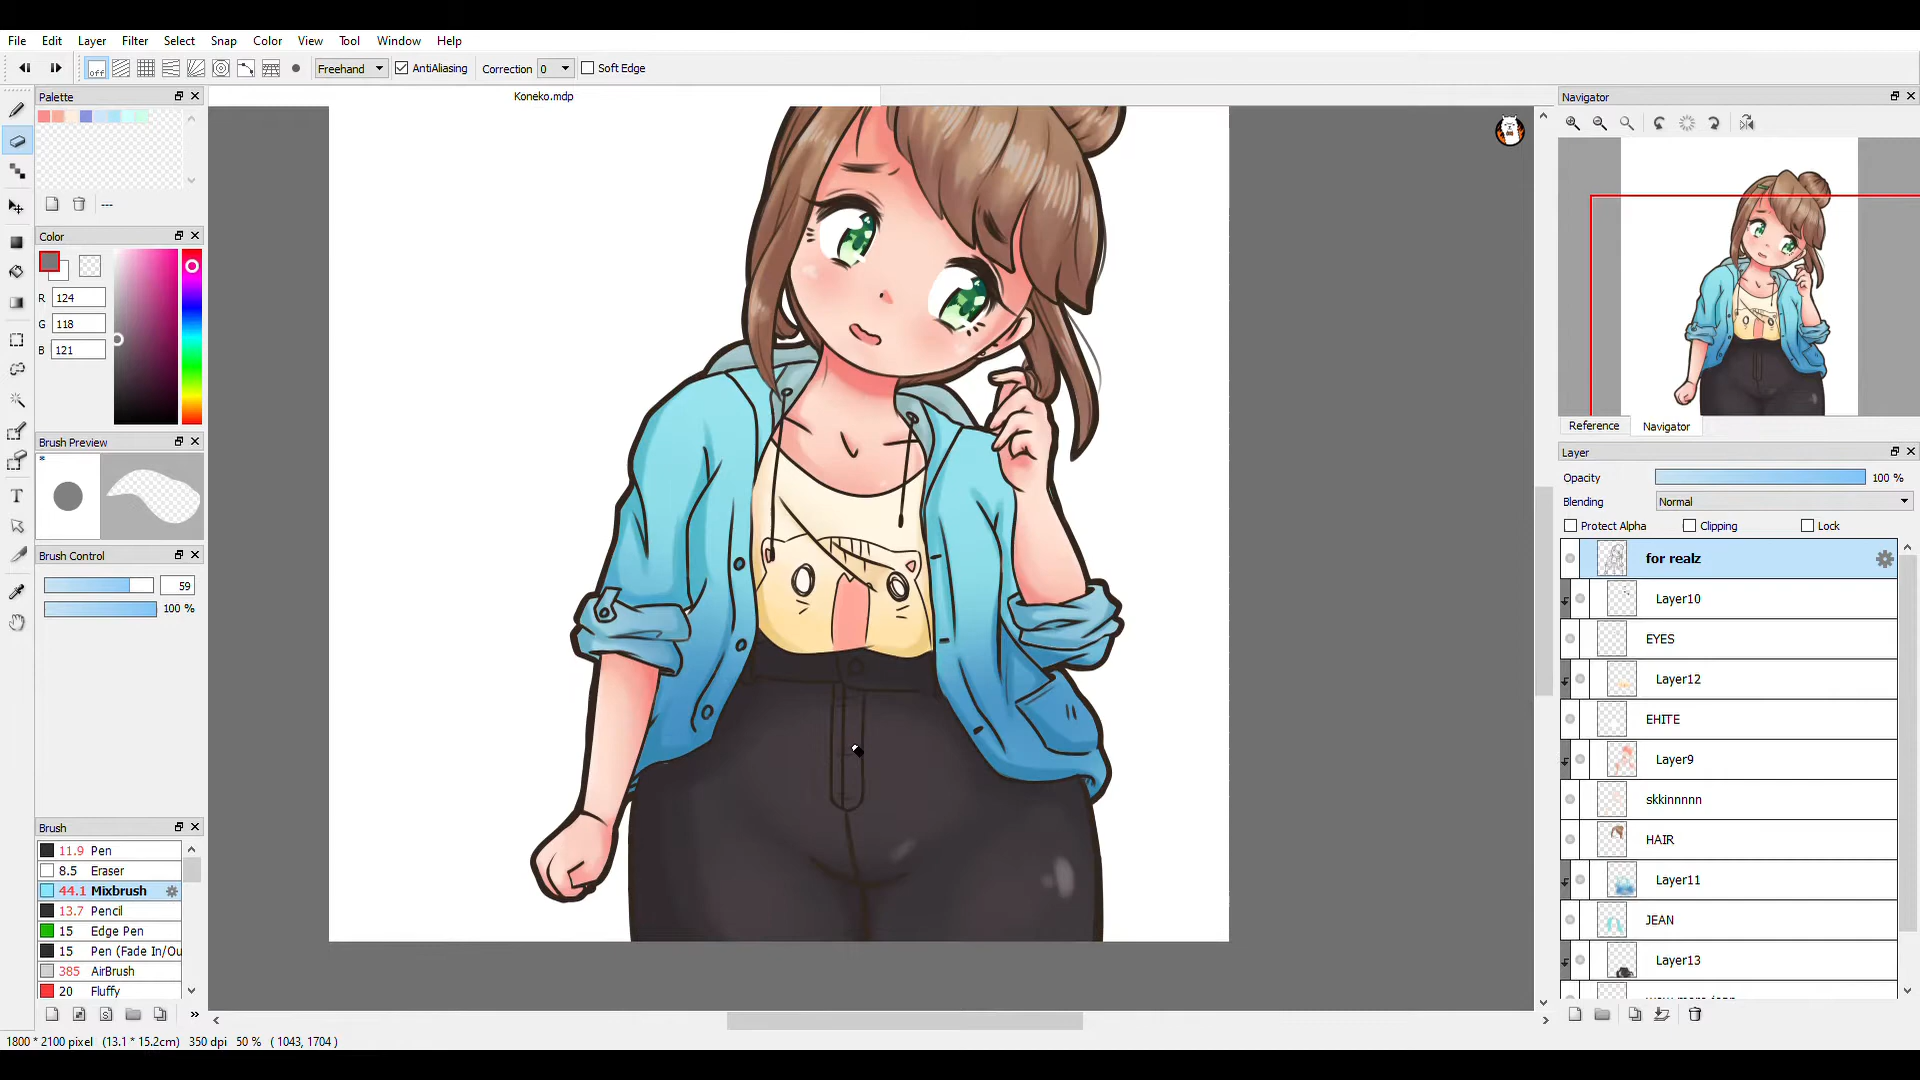 File Edit Layer Filter Select Snap Color View Tool Window Help
off Freehand AntiAliasing Correction 0 Soft Edge
Koneko.mdp
Palette
---
Color
R 124
G 118
B 121
Brush Preview
*
Brush Control
59
100 %
Brush
11.9 Pen
8.5 Eraser
44.1 Mixbrush
13.7 Pencil
15 Edge Pen
15 Pen (Fade In/Ou
385 AirBrush
20 Fluffy
T
S
»
1800 * 2100 pixel (13.1 * 15.2cm) 350 dpi 50 % ( 1043, 1704 )
Navigator
Reference Navigator
Layer
Opacity 100 %
Blending Normal
Protect Alpha Clipping Lock
for realz
Layer10
EYES
Layer12
EHITE
Layer9
skkinnnnn
HAIR
Layer11
JEAN
Layer13